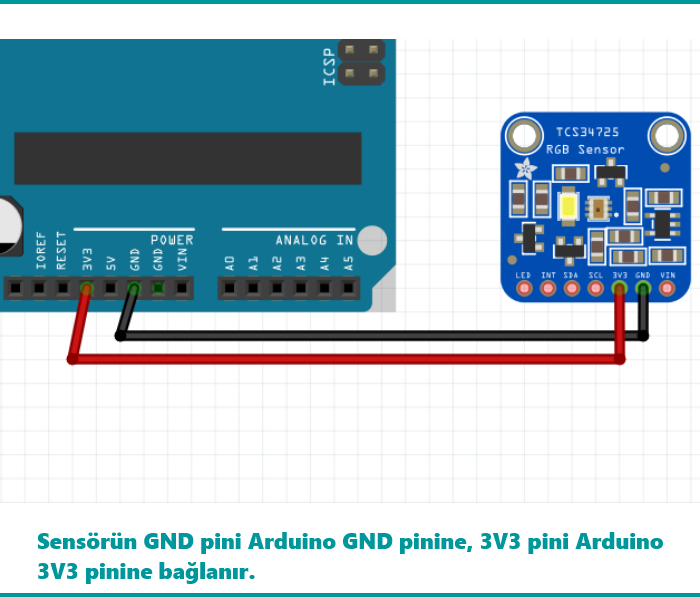 ICSP
TCS34725
RGB Sensor
POWER
ANALOG IN
IOREF
RESET
3V3
5V
GND
GND
VIN
A0
A1
A2
A3
A4
A5
LED INT SDA SCL 3V3 GND VIN
Sensörün GND pini Arduino GND pinine, 3V3 pini Arduino
3V3 pinine bağlanır.